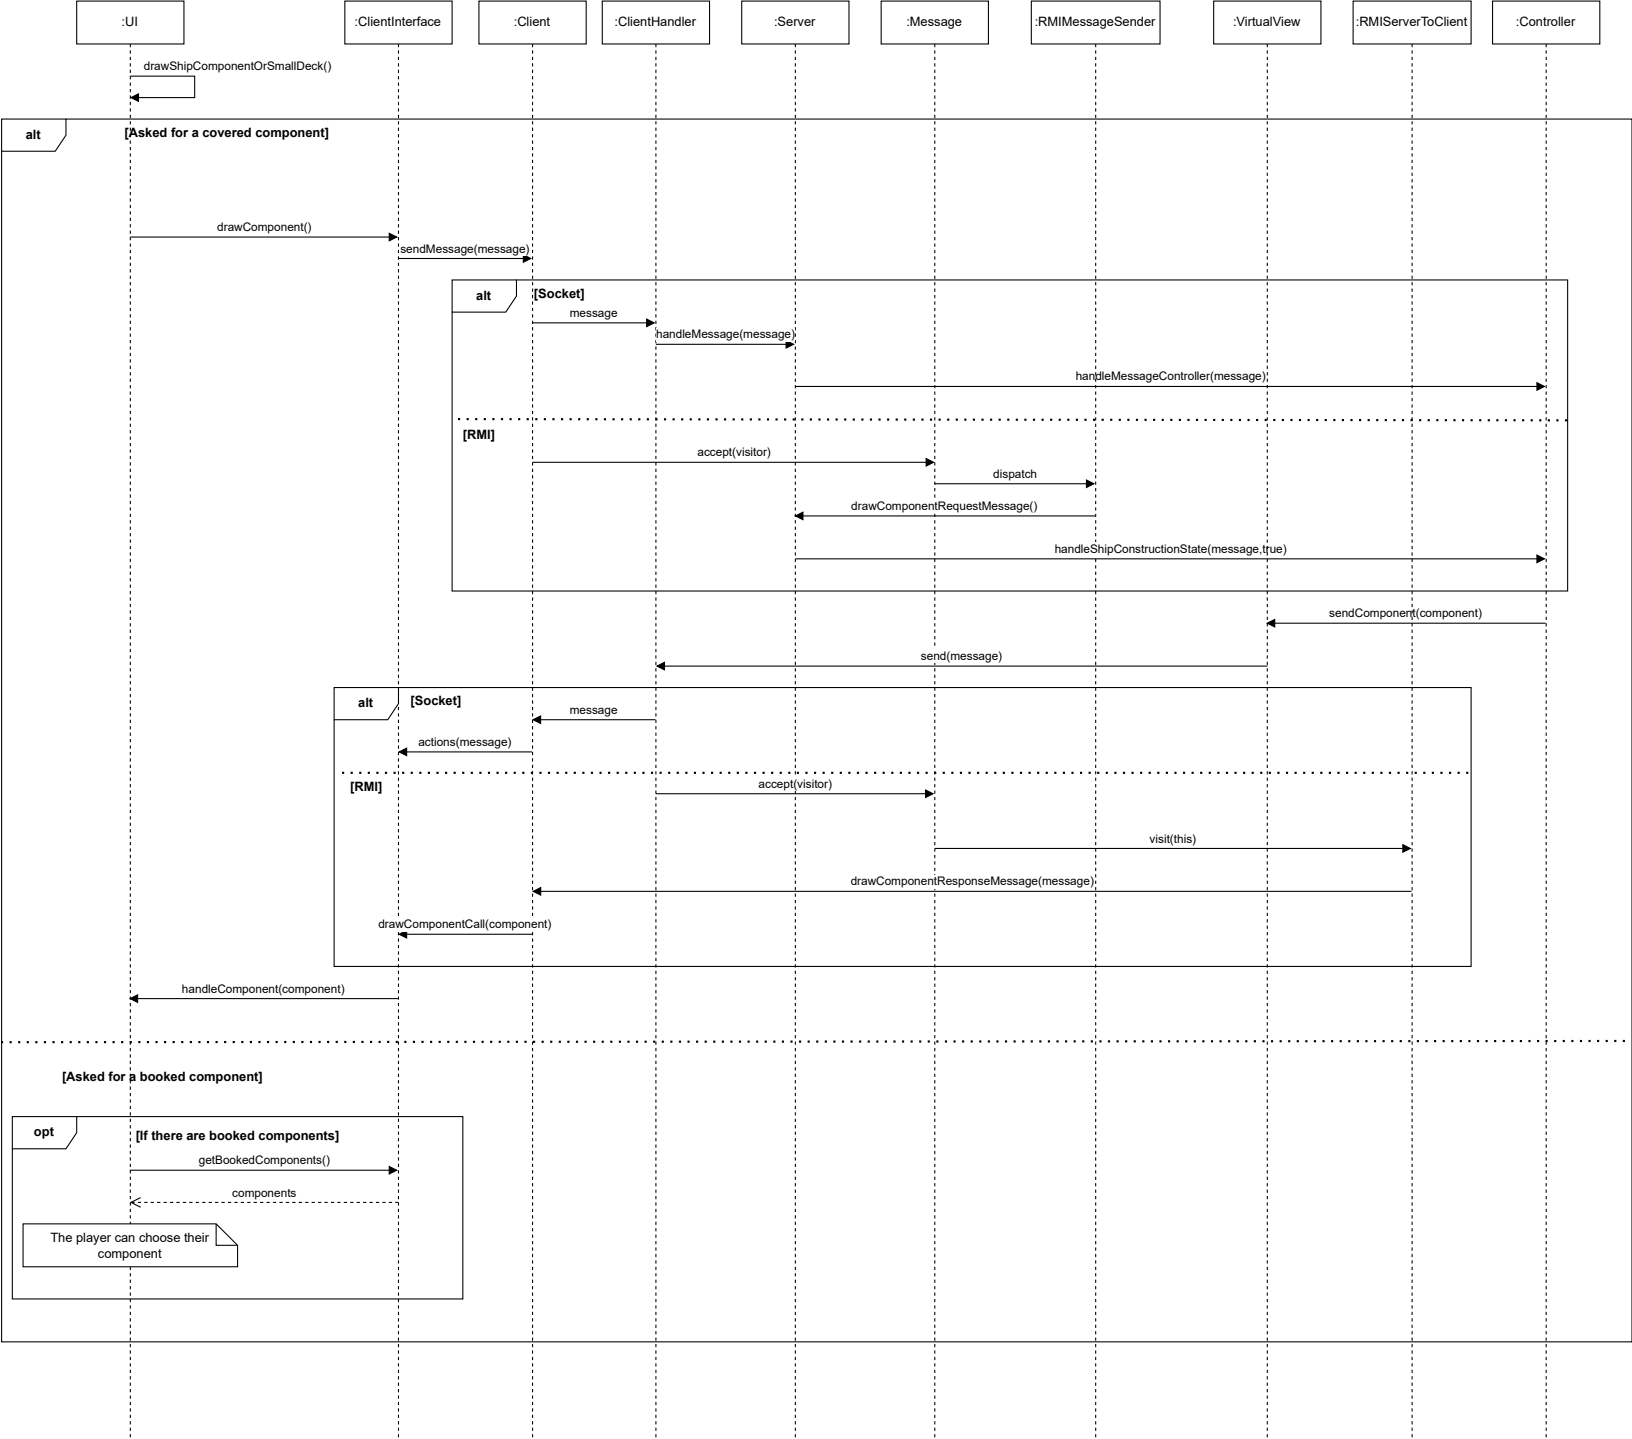 :UI
:ClientInterface
:Client
:ClientHandler
:Server
:Message
:RMIMessageSender
:VirtualView
:RMIServerToClient
:Controller
drawShipComponentOrSmallDeck()
alt
[Asked for a covered component]
drawComponent()
sendMessage(message)
alt
[Socket]
message
handleMessage(message)
handleMessageController(message)
[RMI]
accept(visitor)
dispatch
drawComponentRequestMessage()
handleShipConstructionState(message,true)
sendComponent(component)
send(message)
alt
[Socket]
message
actions(message)
[RMI]
accept(visitor)
visit(this)
drawComponentResponseMessage(message)
drawComponentCall(component)
handleComponent(component)
[Asked for a booked component]
opt
[If there are booked components]
getBookedComponents()
components
The player can choose their
component